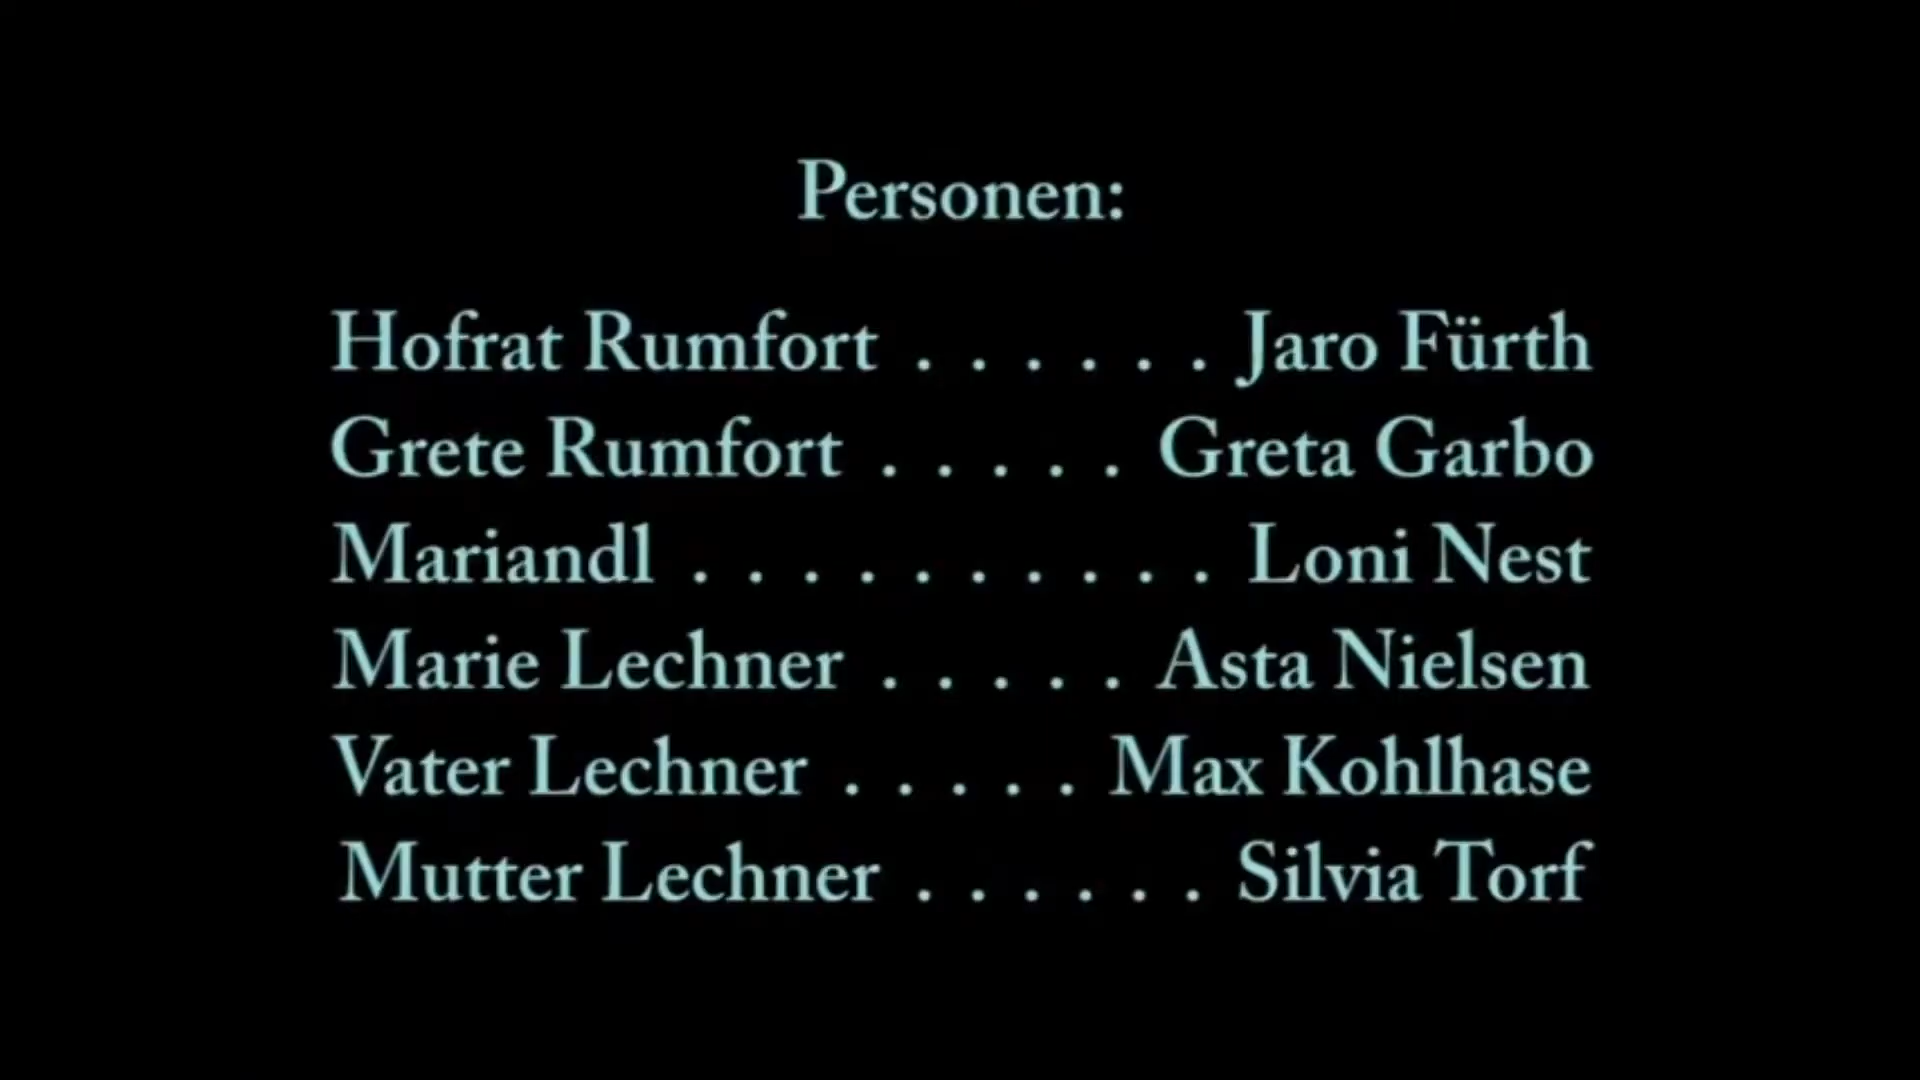 Personen:
Hofrat Rumfort . . . . . . Jaro Fürth
Grete Rumfort . . . . . Greta Garbo
Mariandl . . . . . . . . . . Loni Nest
Marie Lechner . . . . . Asta Nielsen
Vater Lechner . . . . . Max Kohlhase
Mutter Lechner . . . . . . Silvia Torf